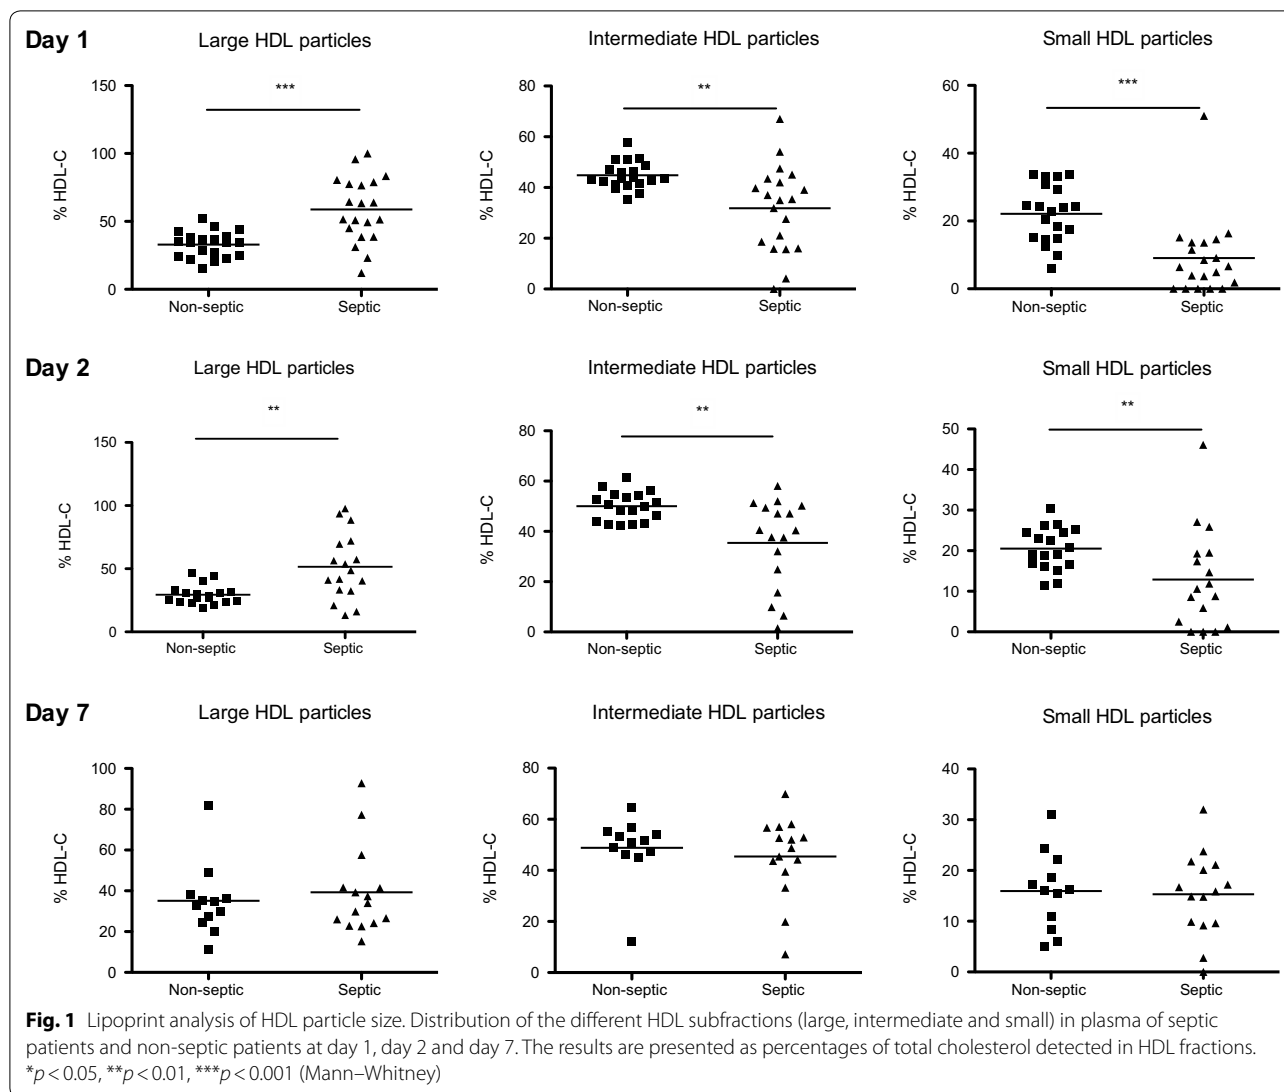 Day 1
Large HDL particles
Intermediate HDL particles
Small HDL particles
% HDL-C
150
100
50
0
***
Non-septic
Septic
% HDL-C
80
60
40
20
0
**
Non-septic
Septic
% HDL-C
60
40
20
0
***
Non-septic
Septic
Day 2
Large HDL particles
Intermediate HDL particles
Small HDL particles
% HDL-C
150
100
50
0
**
Non-septic
Septic
% HDL-C
80
60
40
20
0
**
Non-septic
Septic
% HDL-C
50
40
30
20
10
0
**
Non-septic
Septic
Day 7
Large HDL particles
Intermediate HDL particles
Small HDL particles
% HDL-C
100
80
60
40
20
0
Non-septic
Septic
% HDL-C
80
60
40
20
0
Non-septic
Septic
% HDL-C
40
30
20
10
0
Non-septic
Septic
Fig. 1 Lipoprint analysis of HDL particle size. Distribution of the different HDL subfractions (large, intermediate and small) in plasma of septic
patients and non-septic patients at day 1, day 2 and day 7. The results are presented as percentages of total cholesterol detected in HDL fractions.
*p < 0.05, **p < 0.01, ***p < 0.001 (Mann–Whitney)